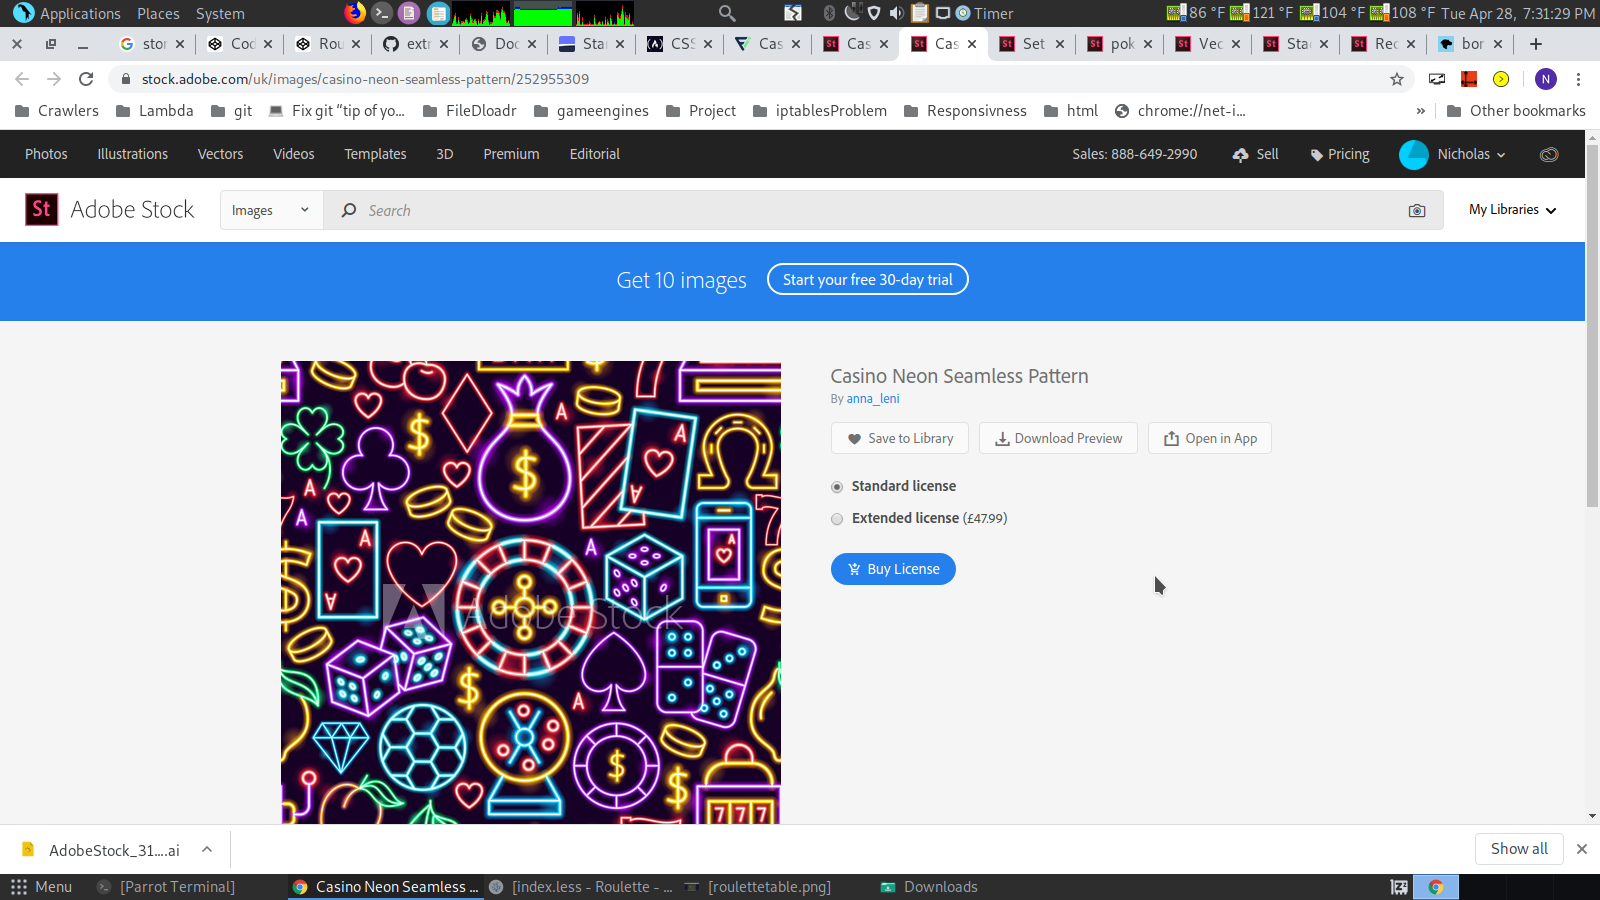 Applications Places System Timer 86 °F 121 °F 104 °F 108 °F Tue Apr 28, 7:31:29 PM
stor Cod Rou extr Doc Star CSS Cas Cas Cas Set pok Vec Stac Rec bor
stock.adobe.com/uk/images/casino-neon-seamless-pattern/252955309 N
Crawlers Lambda git Fix git “tip of yo... FileDloadr gameengines Project iptablesProblem Responsivness html chrome://net-i... » Other bookmarks
Photos Illustrations Vectors Videos Templates 3D Premium Editorial Sales: 888-649-2990 Sell Pricing Nicholas
St Adobe Stock Images Search My Libraries
Get 10 images Start your free 30-day trial
Casino Neon Seamless Pattern
By anna_leni
Save to Library Download Preview Open in App
Standard license
Extended license (£47.99)
Buy License
Adobe Stock
777
AdobeStock_31....ai Show all
Menu [Parrot Terminal] Casino Neon Seamless ... [index.less - Roulette - ... [roulettetable.png] Downloads